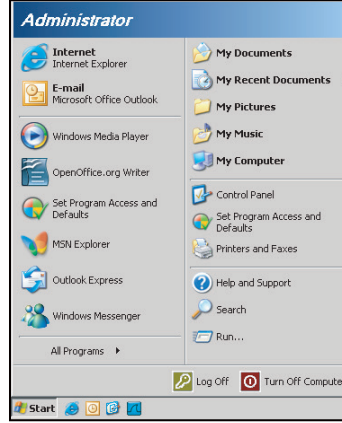 Administrator
Internet
Internet Explorer
E-mail
Microsoft Office Outlook
Windows Media Player
OpenOffice.org Writer
Set Program Access and
Defaults
MSN Explorer
Outlook Express
Windows Messenger
All Programs
My Documents
My Recent Documents
My Pictures
My Music
My Computer
Control Panel
Set Program Access and
Defaults
Printers and Faxes
Help and Support
Search
Run...
Log Off
Turn Off Compute
Start